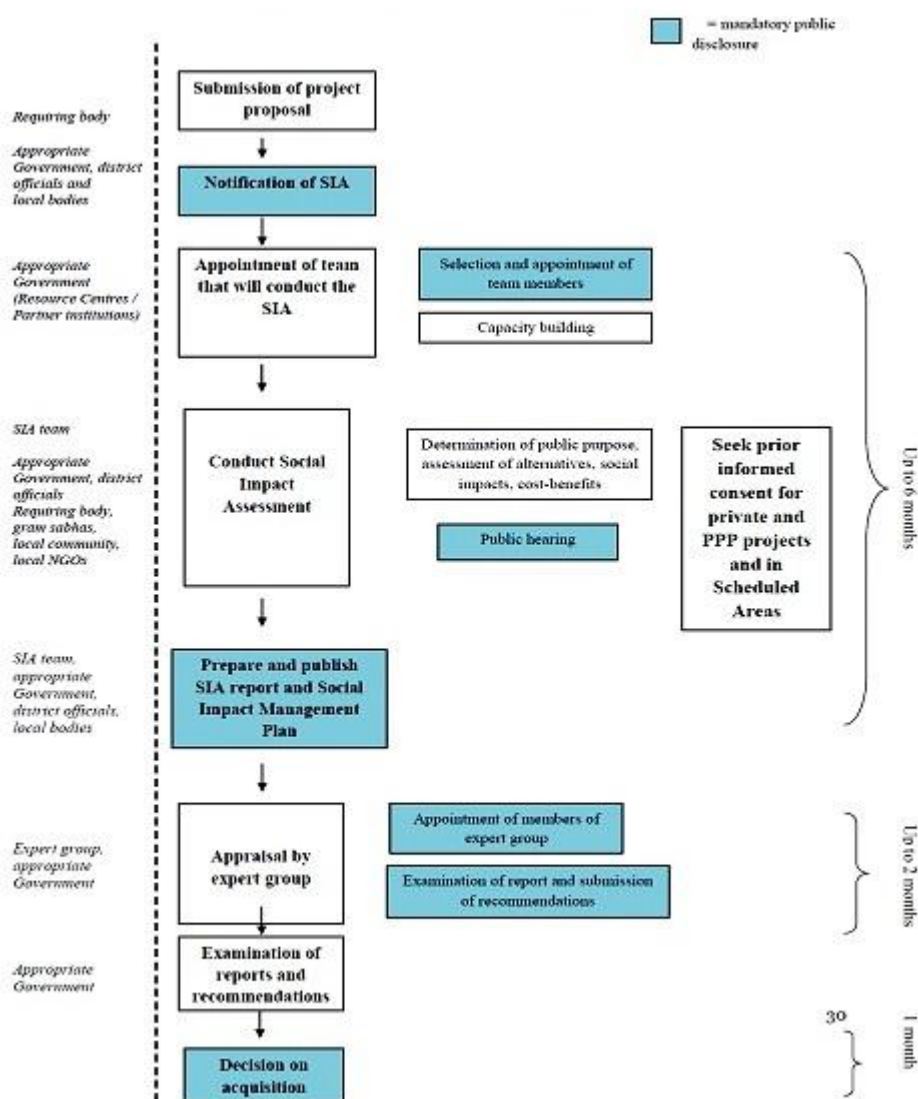 = mandatory public
disclosure
Requiring body
Submission of project
proposal
Appropriate
Government, district
officials and
local bodies
Notification of SIA
Appropriate
Government
(Resource Centres /
Partner institutions)
Appointment of team
that will conduct the
SIA
Selection and appointment of
team members
Capacity building
SIA team
Appropriate
Government, district
officials
Requiring body,
gram sabhas,
local community,
local NGOs
Conduct Social
Impact
Assessment
Determination of public purpose,
assessment of alternatives, social
impacts, cost-benefits
Public hearing
Seek prior
informed
consent for
private and
PPP projects
and in
Scheduled
Areas
Up to 6 months
SIA team,
appropriate
Government,
district officials,
local bodies
Prepare and publish
SIA report and Social
Impact Management
Plan
Expert group,
appropriate
Government
Appraisal by
expert group
Appointment of members of
expert group
Examination of report and submission
of recommendations
Up to 2 months
Appropriate
Government
Examination of
reports and
recommendations
30
1 month
Decision on
acquisition